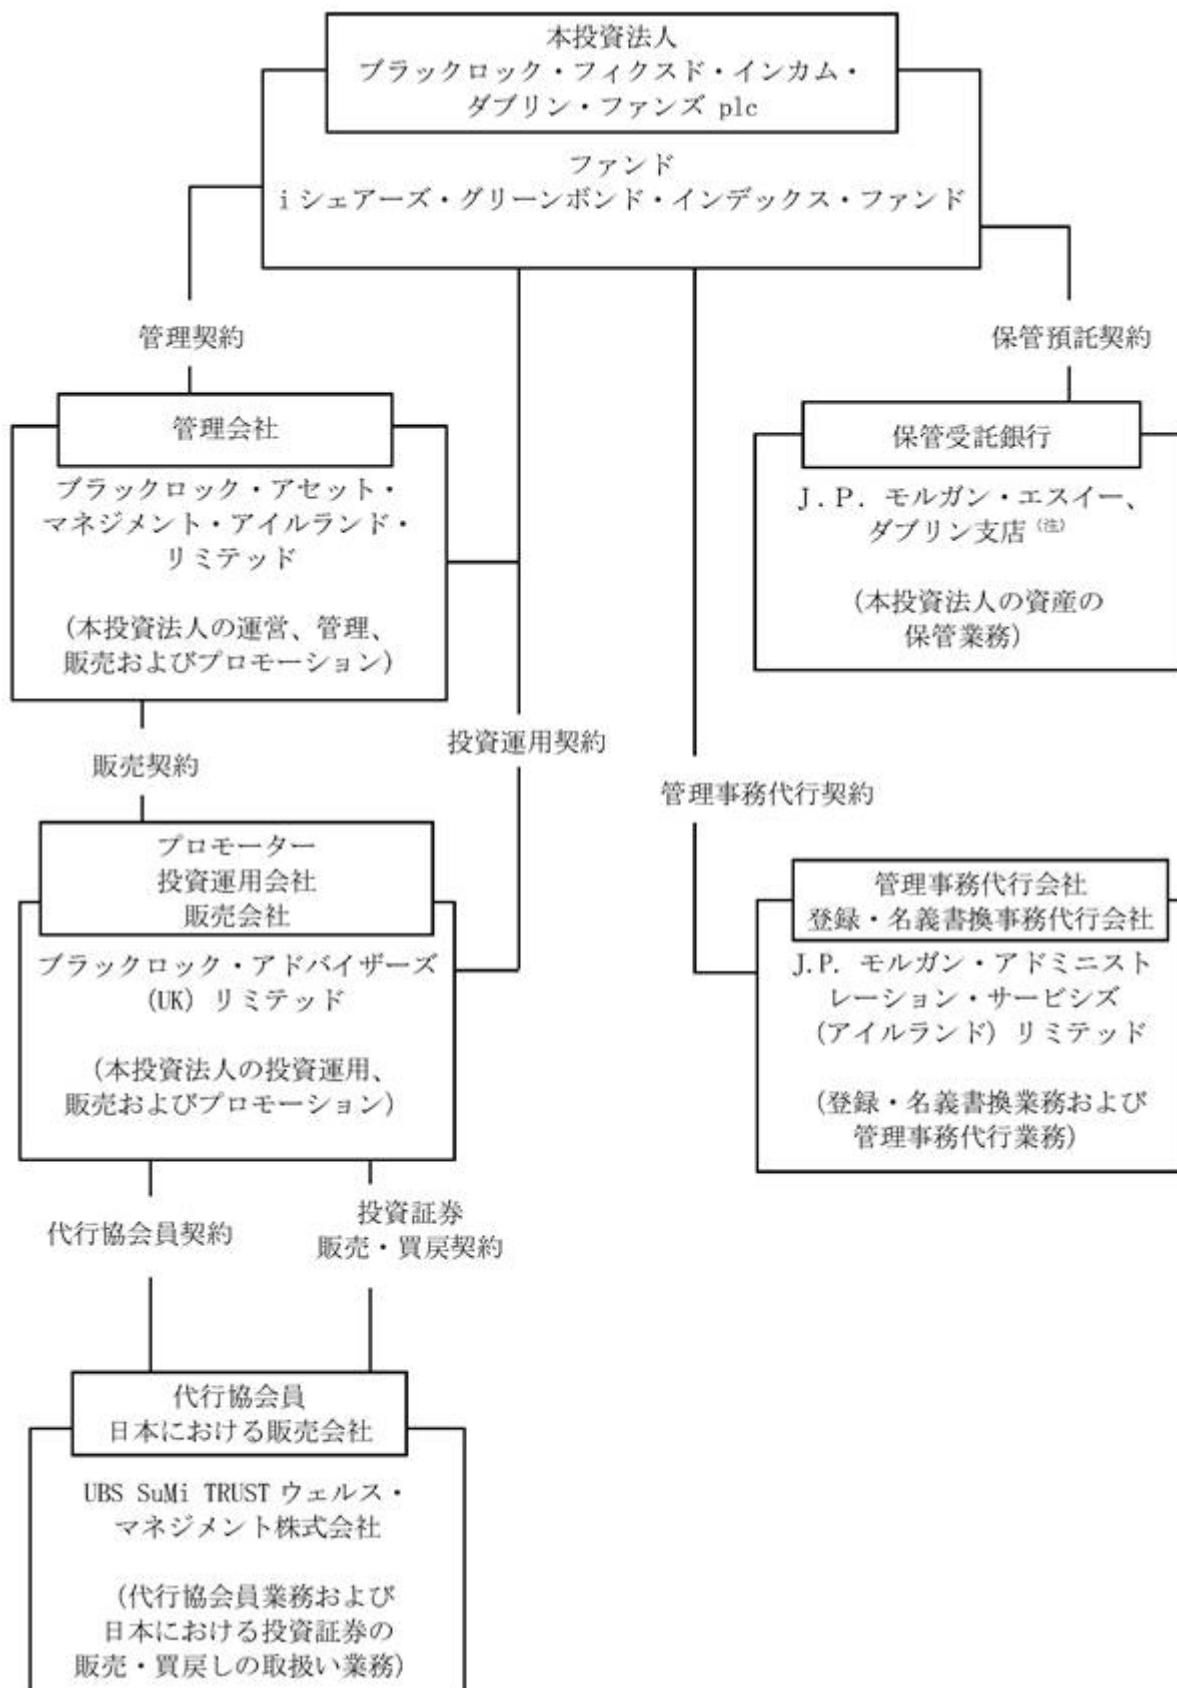 本投資法人
ブラックロック・フィクスド・インカム・
ダブリン・ファンズ plc
ファンド
i シェアーズ・グリーンボンド・インデックス・ファンド
管理契約
保管預託契約
管理会社
ブラックロック・アセット・
マネジメント・アイルランド・
リミテッド
(本投資法人の運営、管理、
販売およびプロモーション)
保管受託銀行
J.P. モルガン・エスイー、
ダブリン支店 (注)
(本投資法人の資産の
保管業務)
販売契約
投資運用契約
管理事務代行契約
プロモーター
投資運用会社
販売会社
ブラックロック・アドバイザーズ
(UK) リミテッド
(本投資法人の投資運用、
販売およびプロモーション)
管理事務代行会社
登録・名義書換事務代行会社
J.P. モルガン・アドミニスト
レーション・サービシズ
(アイルランド) リミテッド
(登録・名義書換業務および
管理事務代行業務)
代行協会員契約
投資証券
販売・買戻契約
代行協会員
日本における販売会社
UBS SuMi TRUST ウェルス・
マネジメント株式会社
(代行協会員業務および
日本における投資証券の
販売・買戻しの取扱い業務)